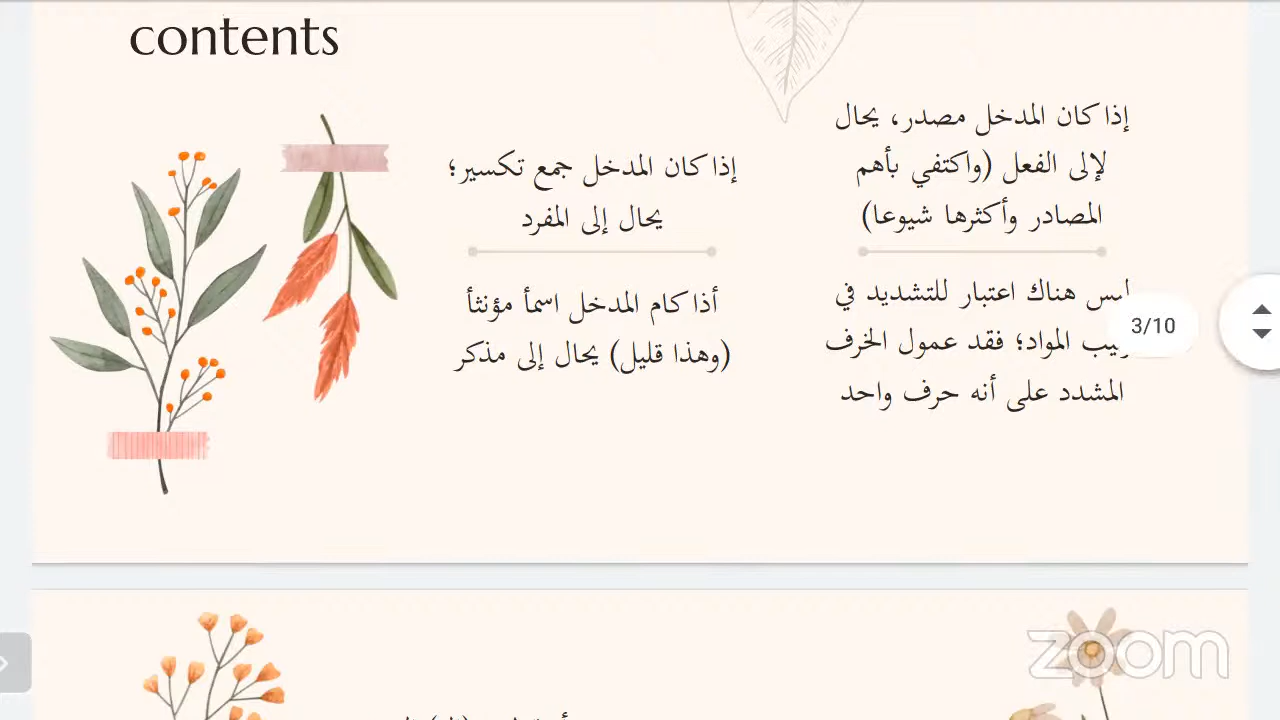 contents
إذا كان المدخل مصدر، يحال
لإلى الفعل (واكتفي بأهم
المصادر وأكثرها شيوعا)
هناك اعتبار للتشديد في
المواد؛ فقد عمول الخرف
المشدد على أنه حرف واحد
إذا كان المدخل جمع تكسير؛
يحال إلى المفرد
أذا كام المدخل اسمأ مؤنثأ
(وهذا قليل) يحال إلى مذكر
3/10
zoom